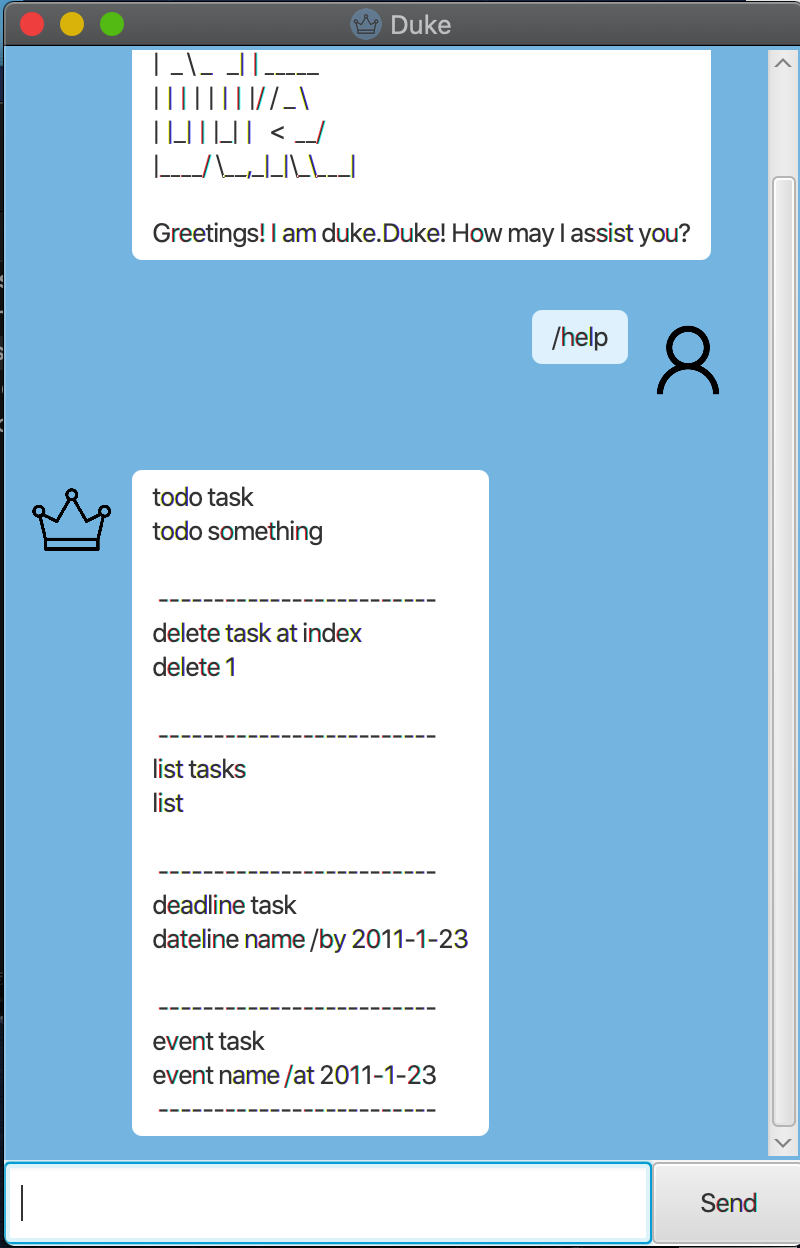 Duke
|  _ \ _   _| | _____
| | | | | | | |/ / _ \
| |_| | |_| |   <  __/
|____/ \__,_|_|\_\___|
Greetings! I am duke.Duke! How may I assist you?
/help
todo task
todo something
-------------------------
delete task at index
delete 1
-------------------------
list tasks
list
-------------------------
deadline task
dateline name /by 2011-1-23
-------------------------
event task
event name /at 2011-1-23
-------------------------
Send